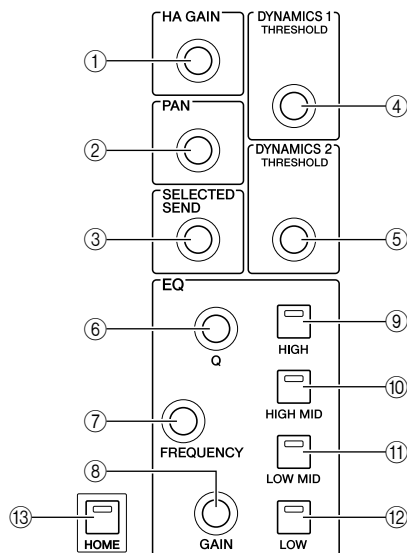 HA GAIN
①
DYNAMICS 1
THRESHOLD
④
PAN
②
DYNAMICS 2
THRESHOLD
⑤
SELECTED
SEND
③
EQ
⑥
Q
⑨
HIGH
⑩
HIGH MID
⑦
FREQUENCY
⑪
LOW MID
⑧
GAIN
⑫
LOW
⑬
HOME